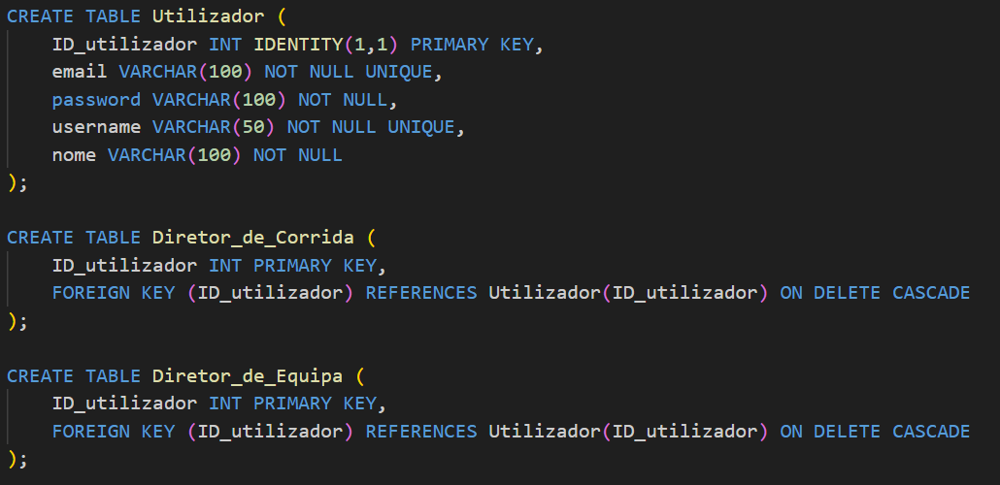 CREATE TABLE Utilizador (
    ID_utilizador INT IDENTITY(1,1) PRIMARY KEY,
    email VARCHAR(100) NOT NULL UNIQUE,
    password VARCHAR(100) NOT NULL,
    username VARCHAR(50) NOT NULL UNIQUE,
    nome VARCHAR(100) NOT NULL
);

CREATE TABLE Diretor_de_Corrida (
    ID_utilizador INT PRIMARY KEY,
    FOREIGN KEY (ID_utilizador) REFERENCES Utilizador(ID_utilizador) ON DELETE CASCADE
);

CREATE TABLE Diretor_de_Equipa (
    ID_utilizador INT PRIMARY KEY,
    FOREIGN KEY (ID_utilizador) REFERENCES Utilizador(ID_utilizador) ON DELETE CASCADE
);